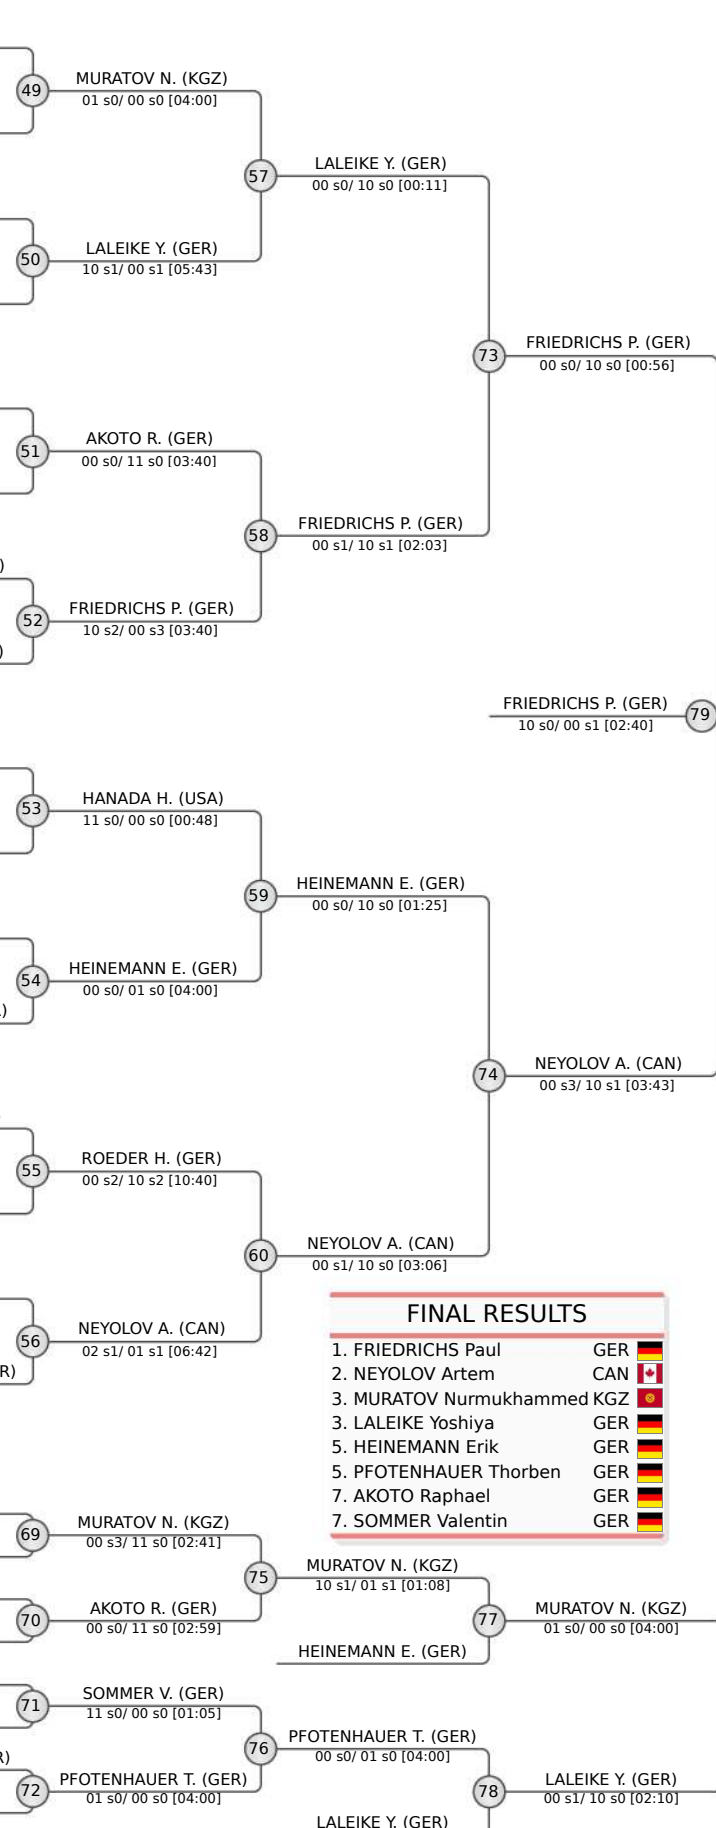 49
MURATOV N. (KGZ)
01 s0/ 00 s0 [04:00]
57
LALEIKE Y. (GER)
00 s0/ 10 s0 [00:11]
50
LALEIKE Y. (GER)
10 s1/ 00 s1 [05:43]
73
FRIEDRICHS P. (GER)
00 s0/ 10 s0 [00:56]
51
AKOTO R. (GER)
00 s0/ 11 s0 [03:40]
58
FRIEDRICHS P. (GER)
00 s1/ 10 s1 [02:03]
)
52
FRIEDRICHS P. (GER)
10 s2/ 00 s3 [03:40]
)
FRIEDRICHS P. (GER)
10 s0/ 00 s1 [02:40]
79
53
HANADA H. (USA)
11 s0/ 00 s0 [00:48]
59
HEINEMANN E. (GER)
00 s0/ 10 s0 [01:25]
54
HEINEMANN E. (GER)
00 s0/ 01 s0 [04:00]
)
74
NEYOLOV A. (CAN)
00 s3/ 10 s1 [03:43]
55
ROEDER H. (GER)
00 s2/ 10 s2 [10:40]
60
NEYOLOV A. (CAN)
00 s1/ 10 s0 [03:06]
56
NEYOLOV A. (CAN)
02 s1/ 01 s1 [06:42]
R)
FINAL RESULTS
1. FRIEDRICHS Paul GER
2. NEYOLOV Artem CAN
3. MURATOV Nurmukhammed KGZ
3. LALEIKE Yoshiya GER
5. HEINEMANN Erik GER
5. PFOTENHAUER Thorben GER
7. AKOTO Raphael GER
7. SOMMER Valentin GER
69
MURATOV N. (KGZ)
00 s3/ 11 s0 [02:41]
75
MURATOV N. (KGZ)
10 s1/ 01 s1 [01:08]
70
AKOTO R. (GER)
00 s0/ 11 s0 [02:59]
77
MURATOV N. (KGZ)
01 s0/ 00 s0 [04:00]
HEINEMANN E. (GER)
71
SOMMER V. (GER)
11 s0/ 00 s0 [01:05]
76
PFOTENHAUER T. (GER)
00 s0/ 01 s0 [04:00]
)
72
PFOTENHAUER T. (GER)
01 s0/ 00 s0 [04:00]
78
LALEIKE Y. (GER)
00 s1/ 10 s0 [02:10]
LALEIKE Y. (GER)